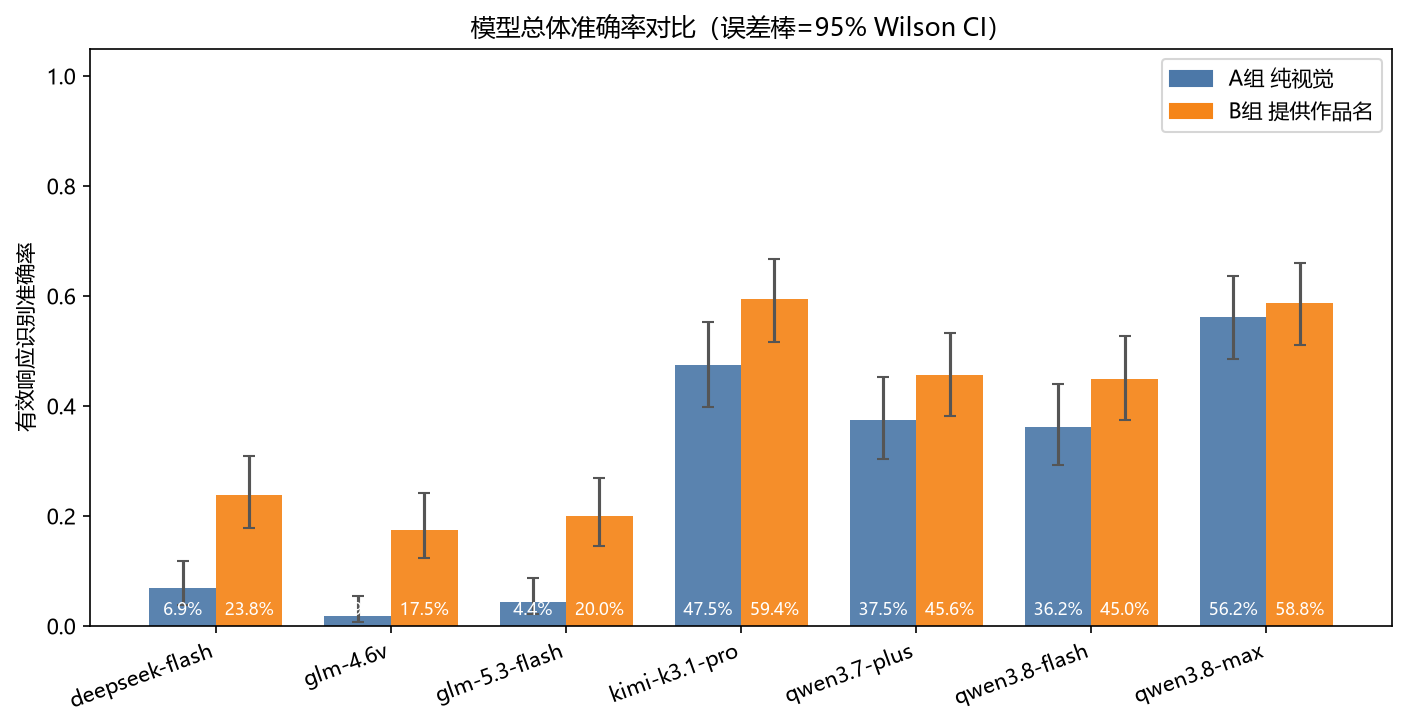 模型总体准确率对比（误差棒=95% Wilson CI）
A组 纯视觉
B组 提供作品名
有效响应识别准确率
1.0
0.8
0.6
0.4
0.2
0.0
6.9% 23.8% 17.5% 4.4% 20.0% 47.5% 59.4% 37.5% 45.6% 36.2% 45.0% 56.2% 58.8%
deepseek-flash glm-4.6v glm-5.3-flash kimi-k3.1-pro qwen3.7-plus qwen3.8-flash qwen3.8-max